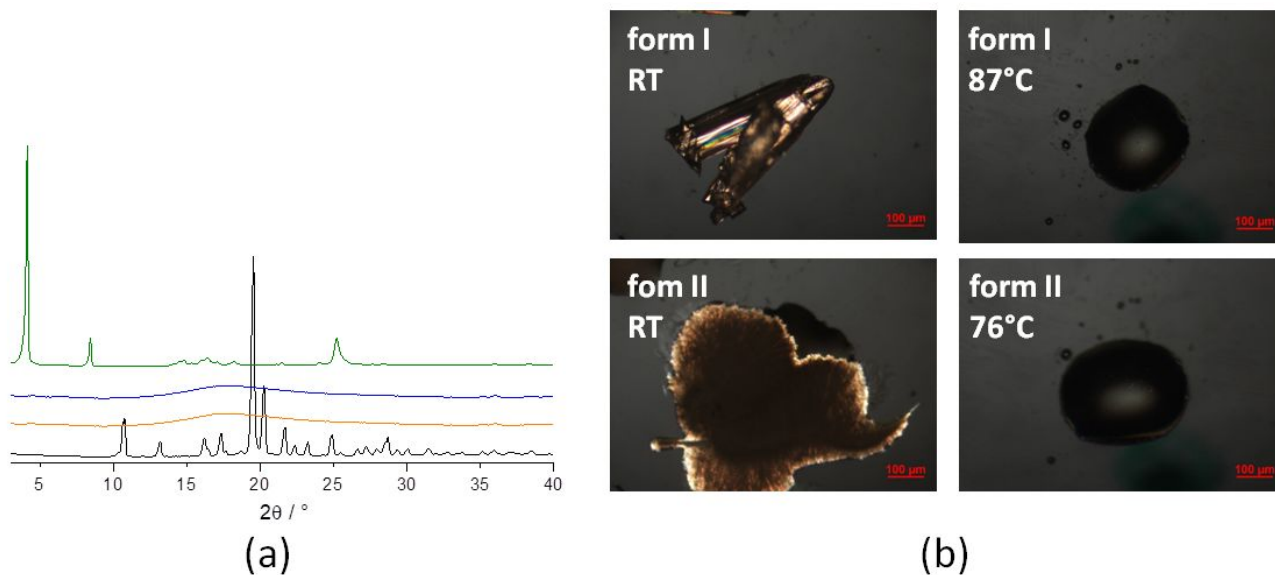 5 10 15 20 25 30 35 40
2θ / °
(a)
form I
RT
100 µm
form I
87°C
100 µm
fom II
RT
100 µm
form II
76°C
100 µm
(b)